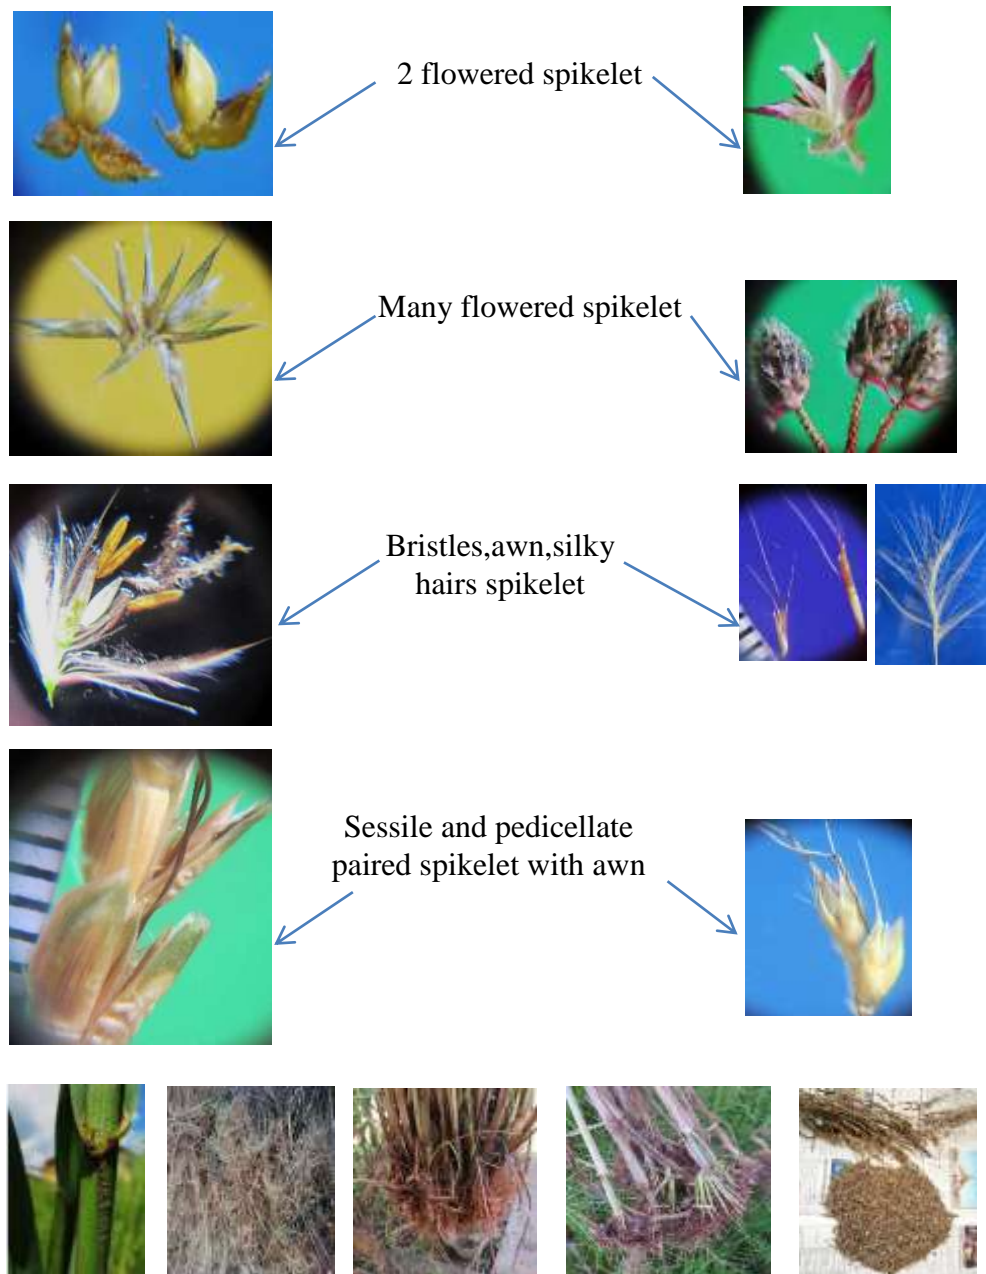 2 flowered spikelet
Many flowered spikelet
Bristles,awn,silky
hairs spikelet
Sessile and pedicellate
paired spikelet with awn